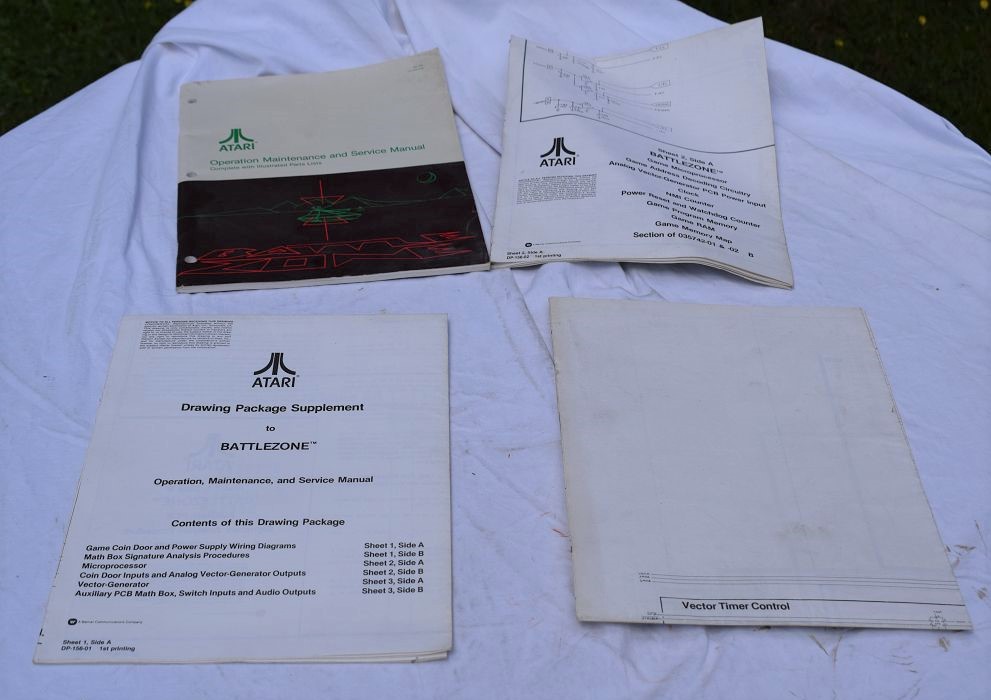 ATARI
Operation Maintenance and Service Manual
Complete with Illustrated Parts Lists
BATTLE
ZONE
ATARI
Sheet 2, Side A
BATTLEZONE™
Game Microprocessor
Game Address Decoding Circuitry
Analog Vector-Generator PCB Power Input
Clock
NMI Counter
Power Reset and Watchdog Counter
Game Program Memory
Game RAM
Game Memory Map
Section of 035742-01 & -02 B
Sheet 2, Side A
DP-156-02 1st printing
ATARI
Drawing Package Supplement
to
BATTLEZONE™
Operation, Maintenance, and Service Manual
Contents of this Drawing Package
Game Coin Door and Power Supply Wiring Diagrams Sheet 1, Side A
Math Box Signature Analysis Procedures Sheet 1, Side B
Microprocessor Sheet 2, Side A
Coin Door Inputs and Analog Vector-Generator Outputs Sheet 2, Side B
Vector-Generator Sheet 3, Side A
Auxiliary PCB Math Box, Switch Inputs and Audio Outputs Sheet 3, Side B
A Warner Communications Company
Sheet 1, Side A
DP-156-01 1st printing
Vector Timer Control